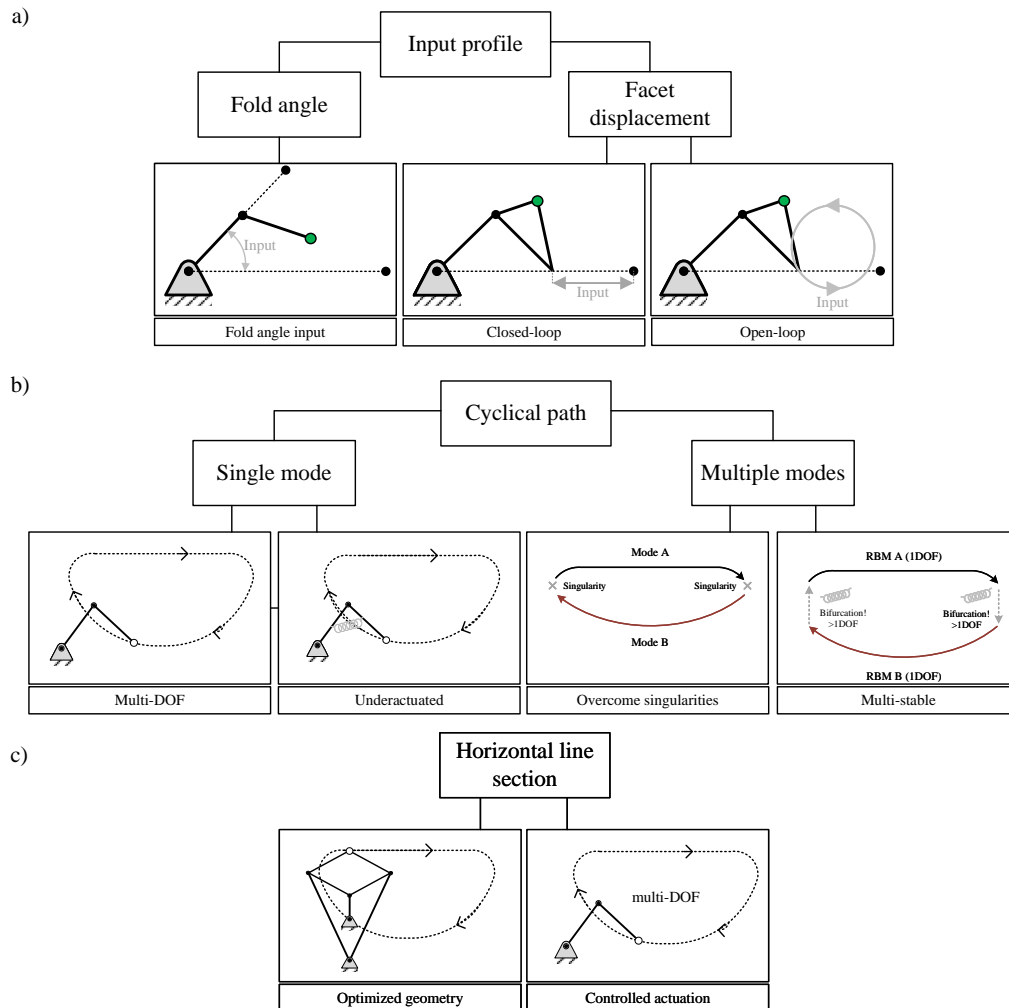 a)
Input profile
Fold angle
Facet
displacement
Input
Input
Input
Fold angle input
Closed-loop
Open-loop
b)
Cyclical path
Single mode
Multiple modes
Mode A
Singularity
Singularity
Mode B
RBM A (1DOF)
Bifurcation!
>1DOF
Bifurcation!
>1DOF
RBM B (1DOF)
Multi-DOF
Underactuated
Overcome singularities
Multi-stable
c)
Horizontal line
section
multi-DOF
Optimized geometry
Controlled actuation